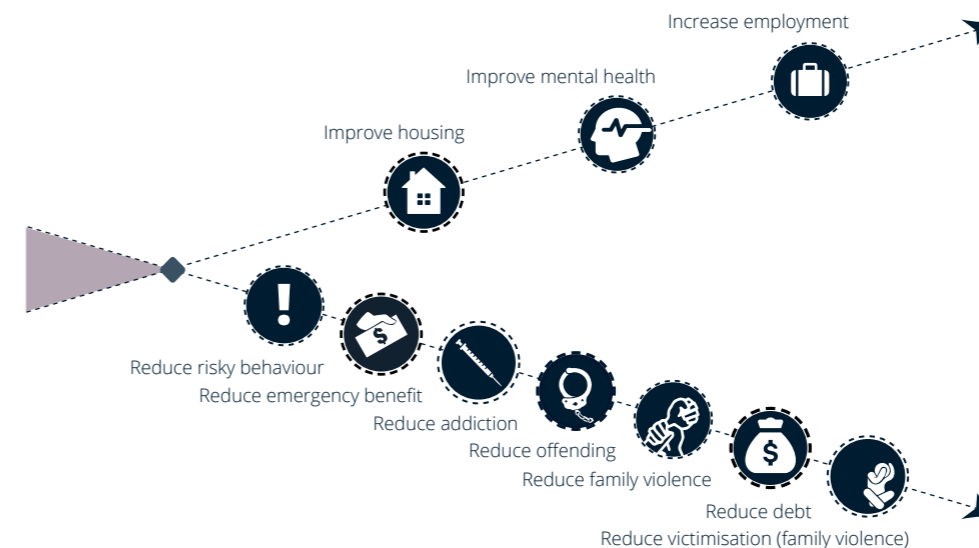 Increase employment
Improve mental health
Improve housing
!
$
Reduce risky behaviour
Reduce emergency benefit
Reduce addiction
Reduce offending
$
Reduce family violence
Reduce debt
Reduce victimisation (family violence)